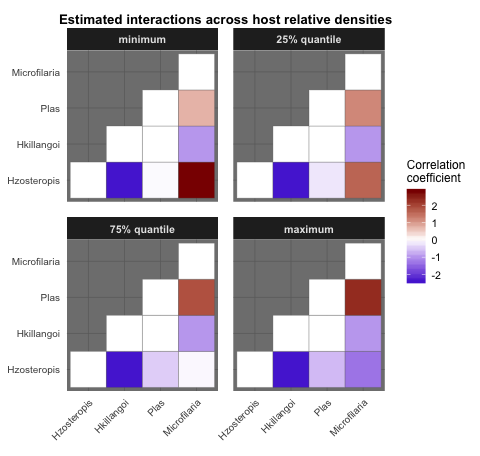 Estimated interactions across host relative densities
minimum
25% quantile
Microfilaria
Plas
Hkillangoi
Hzosteropis
75% quantile
maximum
Microfilaria
Plas
Hkillangoi
Hzosteropis
Hzosteropis
Hkillangoi
Plas
Microfilaria
Hzosteropis
Hkillangoi
Plas
Microfilaria
Correlation
coefficient
2
1
0
-1
-2